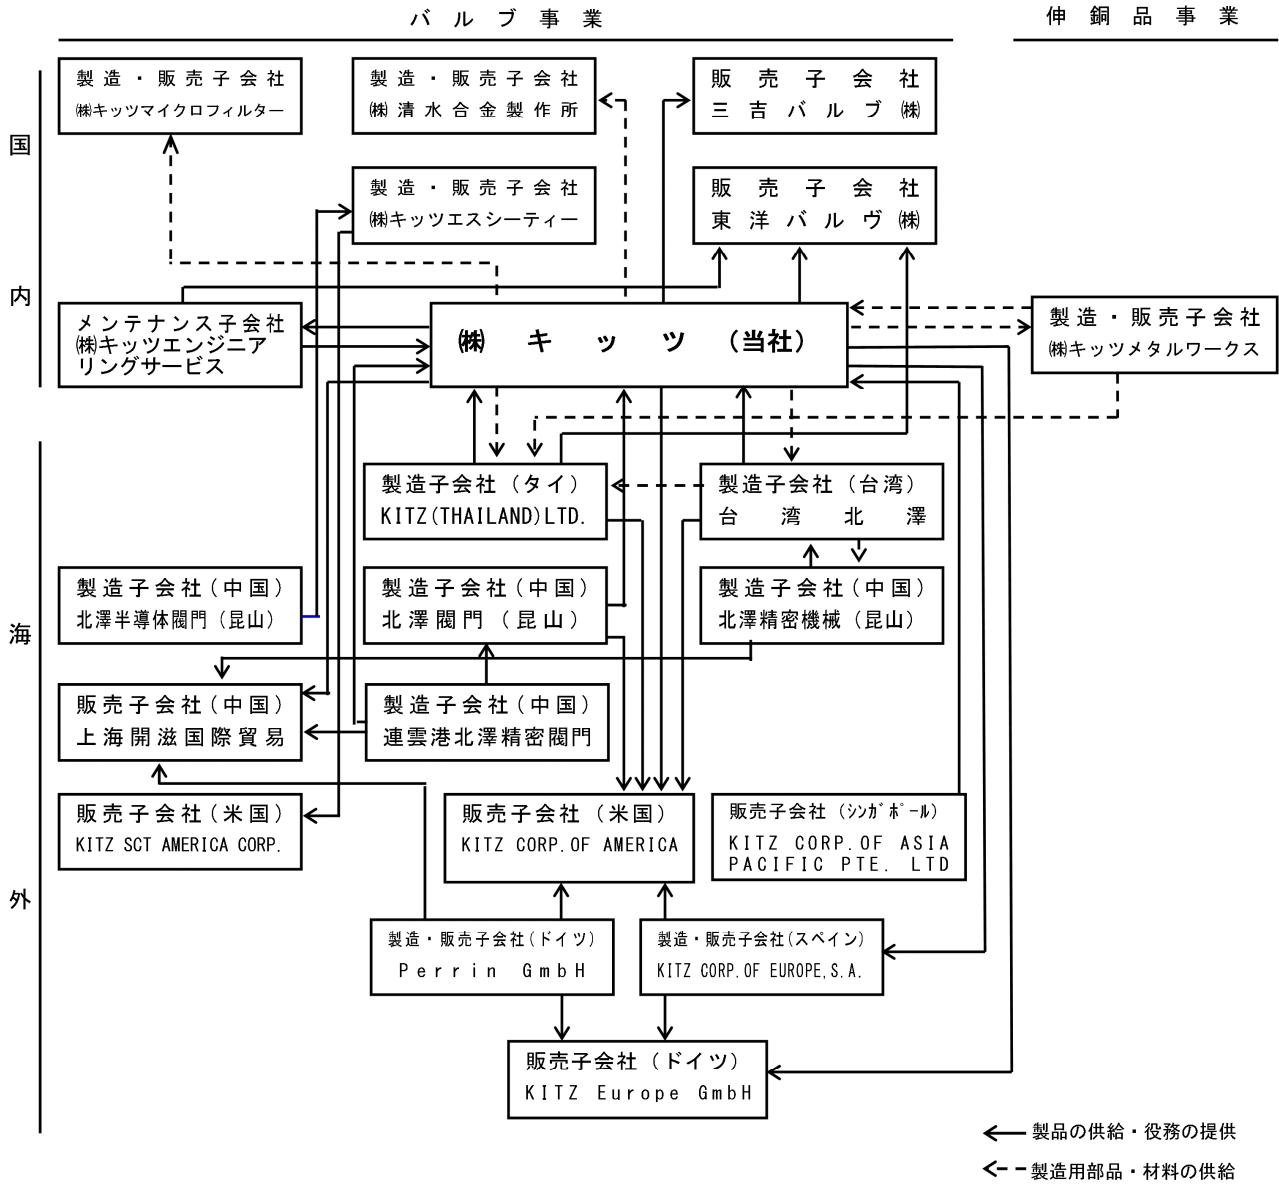 バルブ事業
伸銅品事業
国内
製造・販売子会社
㈱キッツマイクロフィルター
製造・販売子会社
㈱清水合金製作所
販売子会社
三吉バルブ㈱
製造・販売子会社
㈱キッツエスシーティー
販売子会社
東洋バルヴ㈱
メンテナンス子会社
㈱キッツエンジニア
リングサービス
㈱キッツ（当社）
製造・販売子会社
㈱キッツメタルワークス
海外
製造子会社（タイ）
KITZ(THAILAND)LTD.
製造子会社（台湾）
台湾北澤
製造子会社（中国）
北澤半導体閥門（昆山）
製造子会社（中国）
北澤閥門（昆山）
製造子会社（中国）
北澤精密機械（昆山）
販売子会社（中国）
上海開滋国際貿易
製造子会社（中国）
連雲港北澤精密閥門
販売子会社（米国）
KITZ SCT AMERICA CORP.
販売子会社（米国）
KITZ CORP.OF AMERICA
販売子会社（ｼﾝｶﾞﾎﾟｰﾙ）
KITZ CORP.OF ASIA
PACIFIC PTE. LTD
製造・販売子会社（ドイツ）
Perrin GmbH
製造・販売子会社（スペイン）
KITZ CORP.OF EUROPE,S.A.
販売子会社（ドイツ）
KITZ Europe GmbH
製品の供給・役務の提供
製造用部品・材料の供給